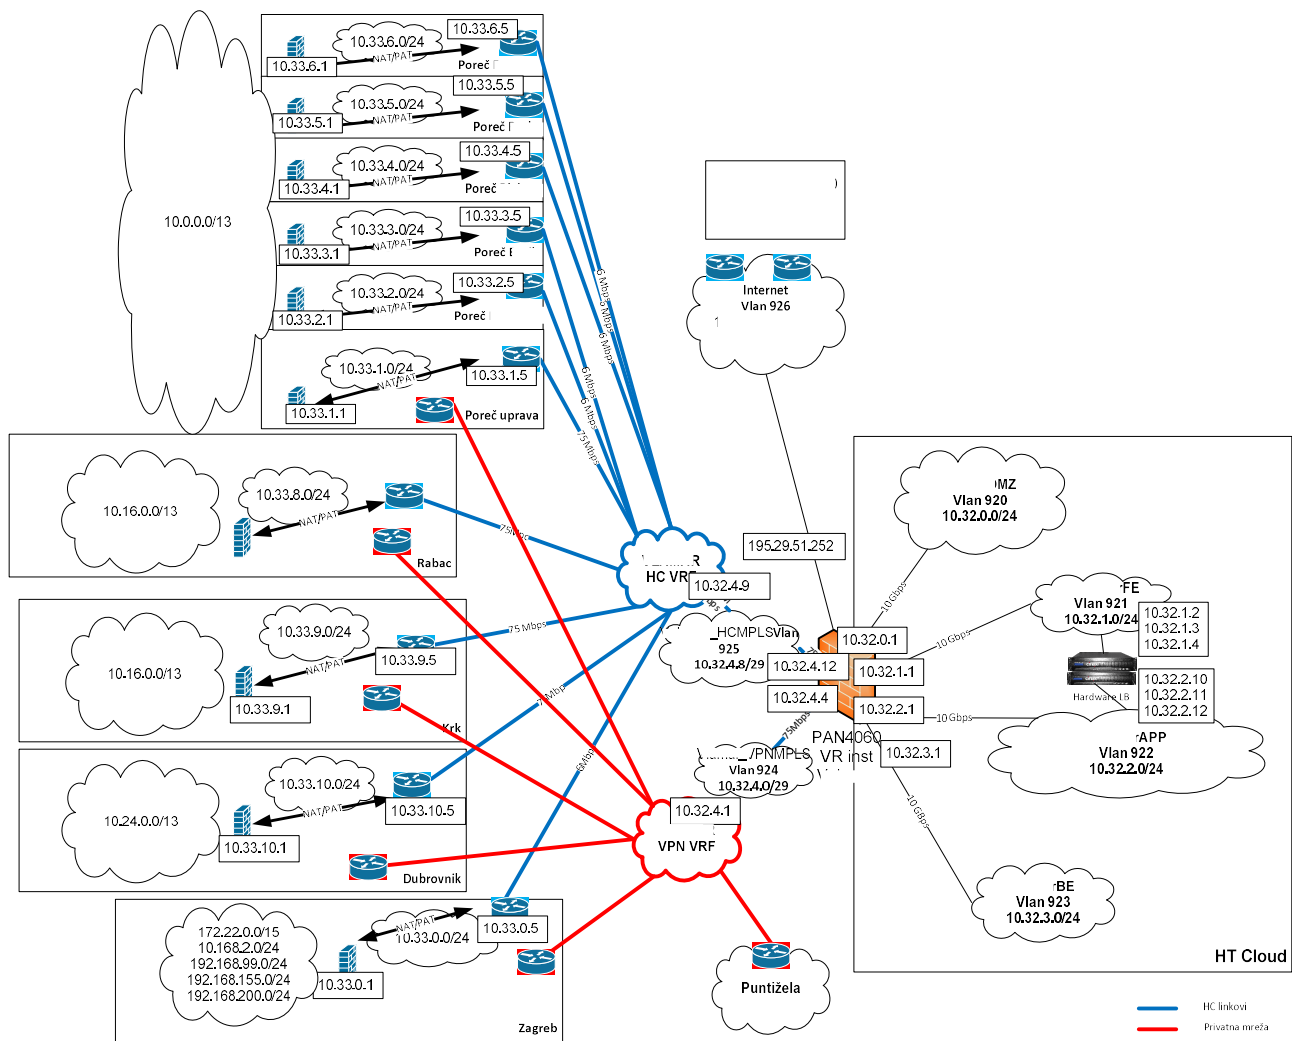 10.0.0.0/13
10.33.6.0/24
10.33.6.5
10.33.6.1
NAT/PAT
Poreč
10.33.5.0/24
10.33.5.5
10.33.5.1
NAT/PAT
Poreč
10.33.4.0/24
10.33.4.5
10.33.4.1
NAT/PAT
Poreč
10.33.3.0/24
10.33.3.5
10.33.3.1
NAT/PAT
Poreč
10.33.2.0/24
10.33.2.5
10.33.2.1
NAT/PAT
Poreč
10.33.1.0/24
NAT/PAT
10.33.1.5
10.33.1.1
Poreč uprava
6 Mbps
6 Mbps
6 Mbps
6 Mbps
75Mbps
10.16.0.0/13
10.33.8.0/24
NAT/PAT
Rabac
10.16.0.0/13
10.33.9.0/24
NAT/PAT
10.33.9.5
10.33.9.1
Krk
75 Mbps
10.24.0.0/13
10.33.10.0/24
NAT/PAT
10.33.10.5
10.33.10.1
Dubrovnik
172.22.0.0/15
10.168.2.0/24
192.168.99.0/24
192.168.155.0/24
192.168.200.0/24
NAT/PAT
10.33.0.0/24
10.33.0.5
10.33.0.1
Zagreb
6Mbps
HC VRF
10.32.4.9
_HCMPLSVlan
925
10.32.4.8/29
10.32.4.12
10.32.4.4
75Mbps
/PNMPLS
Vlan 924
10.32.4.0/29
10.32.4.1
VPN VRF
Puntižela
Internet
Vlan 926
195.29.51.252
PAN4060
VR inst
10.32.0.1
10.32.1.1
10.32.2.1
10.32.3.1
10 Gbps
10 Gbps
10 Gbps
10 GBps
MZ
Vlan 920
10.32.0.0/24
FE
Vlan 921
10.32.1.0/24
10.32.1.2
10.32.1.3
10.32.1.4
Hardware LB
10.32.2.10
10.32.2.11
10.32.2.12
rAPP
Vlan 922
10.32.2.0/24
rBE
Vlan 923
10.32.3.0/24
HT Cloud
HC linkovi
Privatna mreža